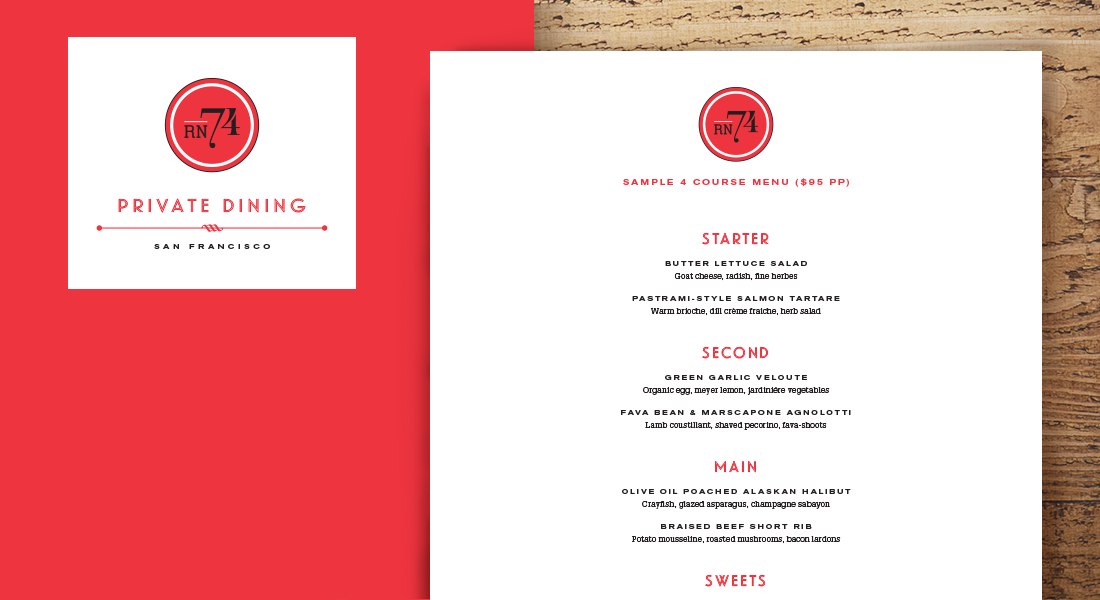 RN74
PRIVATE DINING
SAN FRANCISCO
RN74
SAMPLE 4 COURSE MENU ($95 PP)
STARTER
BUTTER LETTUCE SALAD
Goat cheese, radish, fine herbes
PASTRAMI-STYLE SALMON TARTARE
Warm brioche, dill crème fraiche, herb salad
SECOND
GREEN GARLIC VELOUTE
Organic egg, meyer lemon, jardinière vegetables
FAVA BEAN & MARSCAPONE AGNOLOTTI
Lamb coustillant, shaved pecorino, fava-shoots
MAIN
OLIVE OIL POACHED ALASKAN HALIBUT
Crayfish, glazed asparagus, champagne sabayon
BRAISED BEEF SHORT RIB
Potato mousseline, roasted mushrooms, bacon lardons
SWEETS